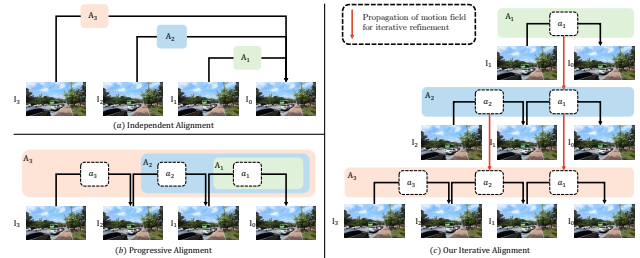 A₃
A₂
A₁
I₃
I₂
I₁
I₀
(a) Independent Alignment
A₃
A₂
A₁
a₃
a₂
a₁
I₃
I₂
I₁
I₀
(b) Progressive Alignment
Propagation of motion field
for iterative refinement
A₁
a₁
I₁
I₀
A₂
a₂
a₁
I₂
I₁
I₀
A₃
a₃
a₂
a₁
I₃
I₂
I₁
I₀
(c) Our Iterative Alignment